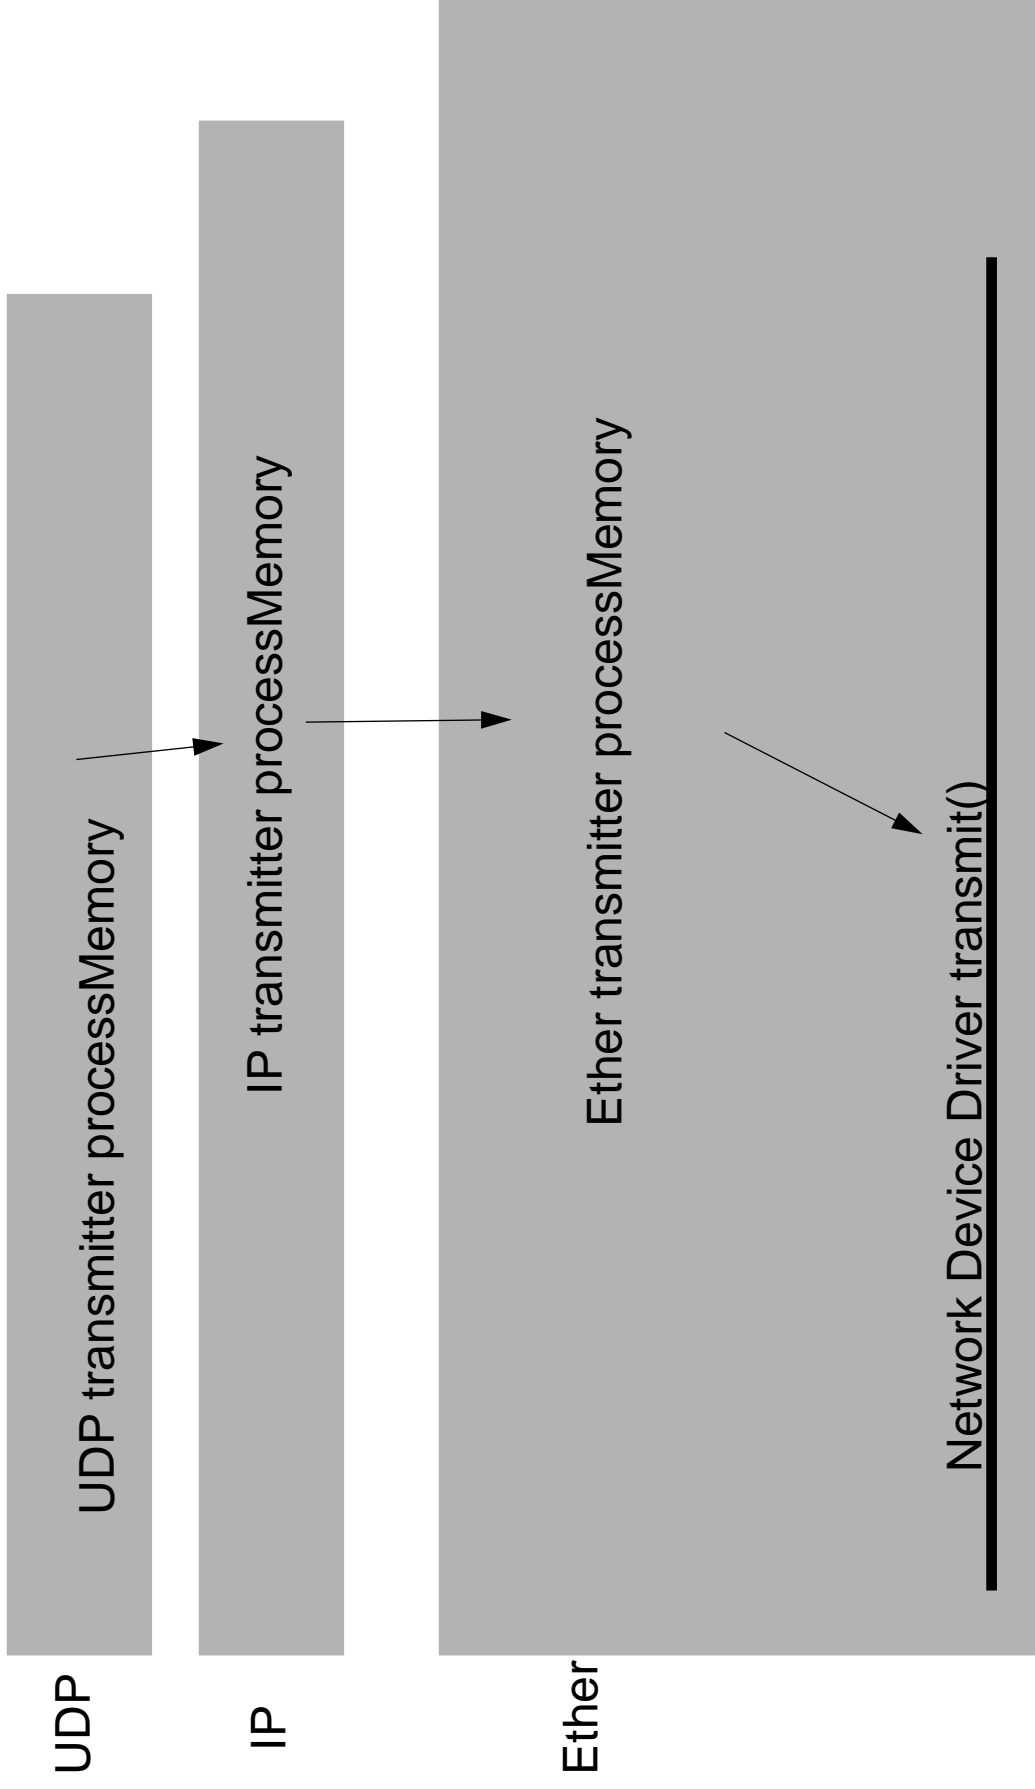 UDP
UDP transmitter processMemory
IP
IP transmitter processMemory
Ether
Ether transmitter processMemory
Network Device Driver transmit()